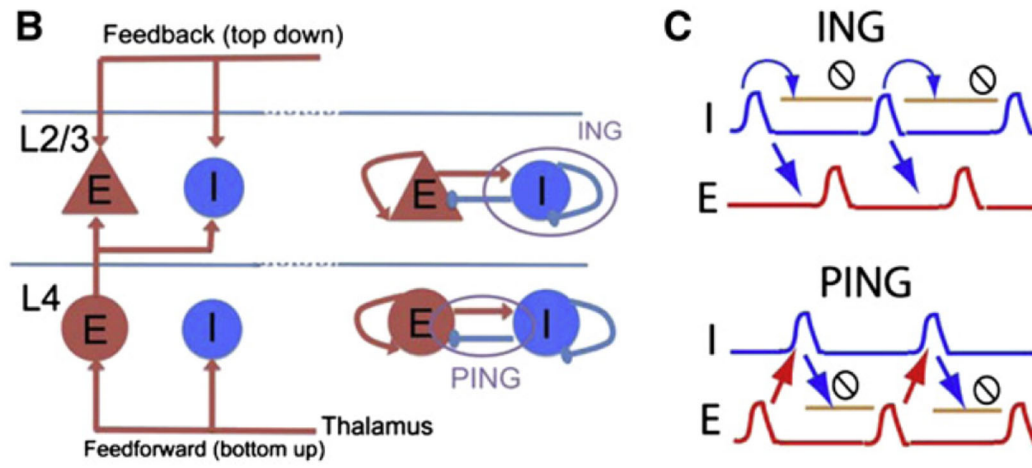 B
Feedback (top down)
L2/3
E
I
ING
E
I
L4
E
I
E
I
PING
Thalamus
Feedforward (bottom up)
C
ING
I
E
PING
I
E